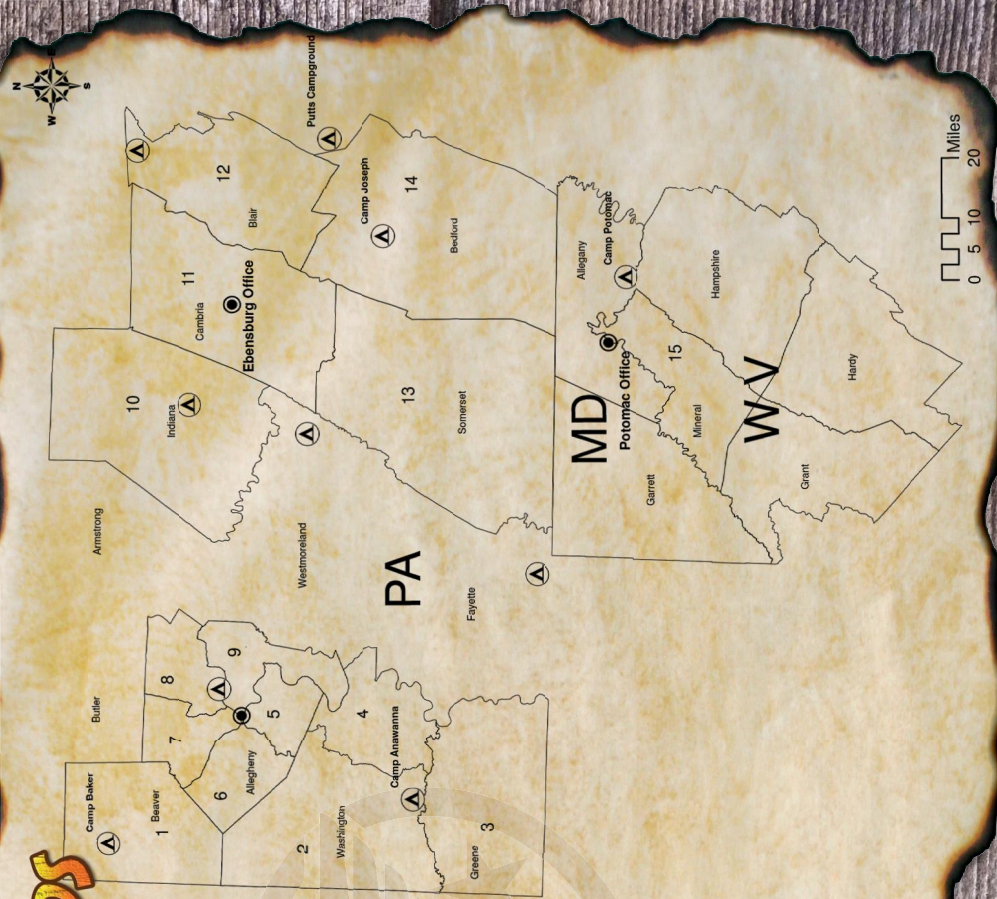 N
W
S
Putts Campground
12
Blair
Camp Joseph
14
Bedford
11
Cambria
Ebensburg Office
10
Indiana
13
Somerset
Armstrong
Westmoreland
PA
Fayette
Allegany
Camp Potomac
Hampshire
MD
Potomac Office
15
Mineral
W V
Hardy
Garrett
Grant
Butler
8
9
7
5
Allegheny
6
4
Camp Anawanna
Camp Baker
Beaver
1
2
Washington
3
Greene
Miles
0 5 10 20